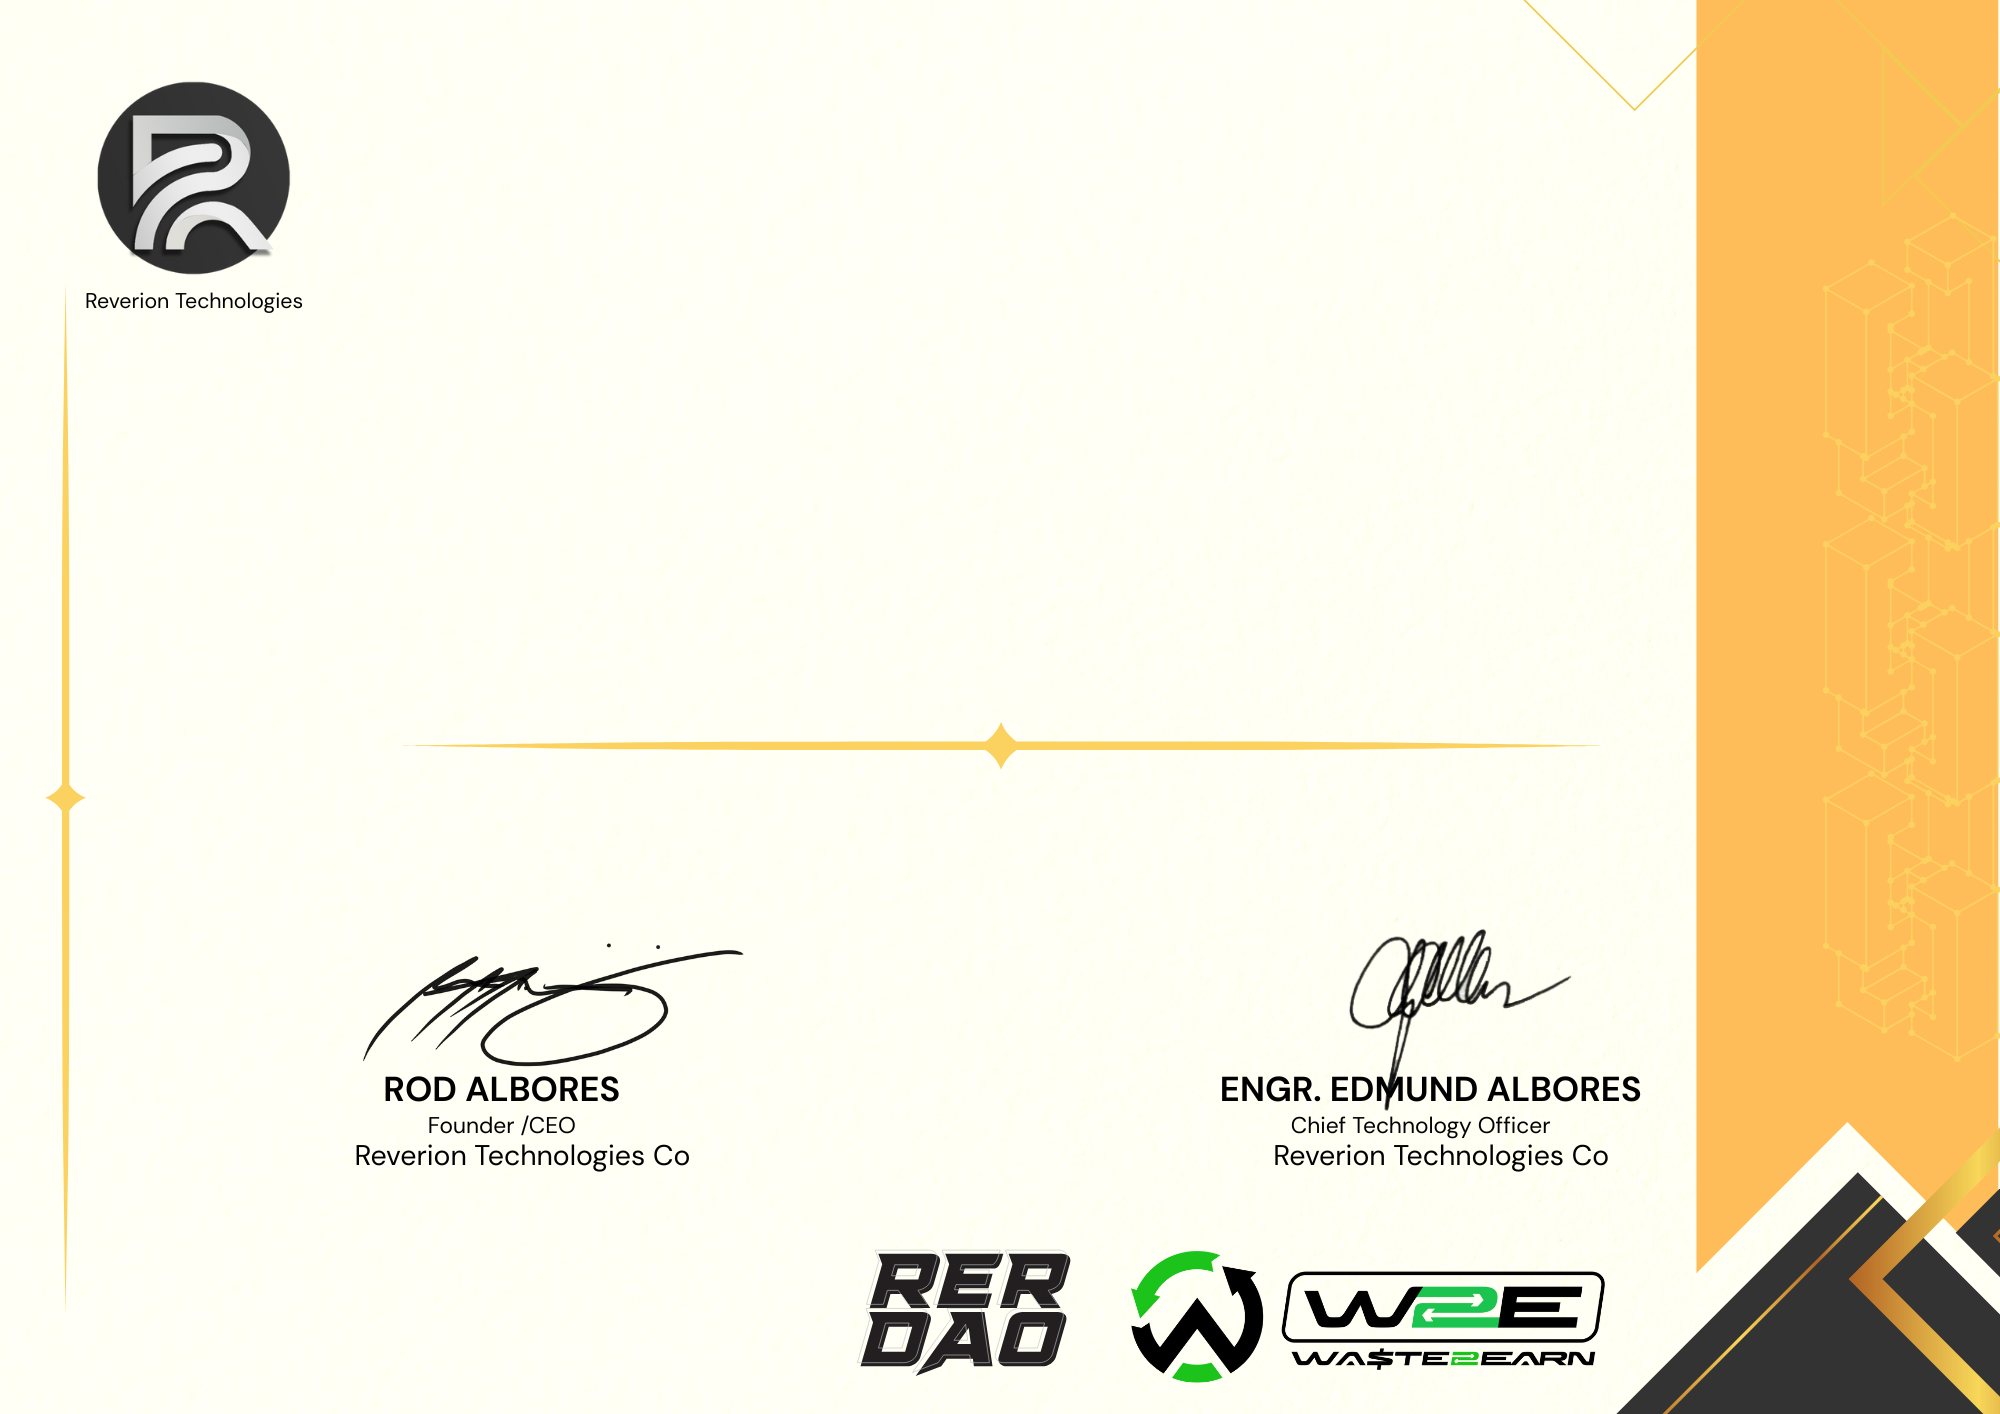 Reverion Technologies
ROD ALBORES
Founder /CEO
Reverion Technologies Co
ENGR. EDMUND ALBORES
Chief Technology Officer
Reverion Technologies Co
RER
DAO
W2E
WA$TE2EARN